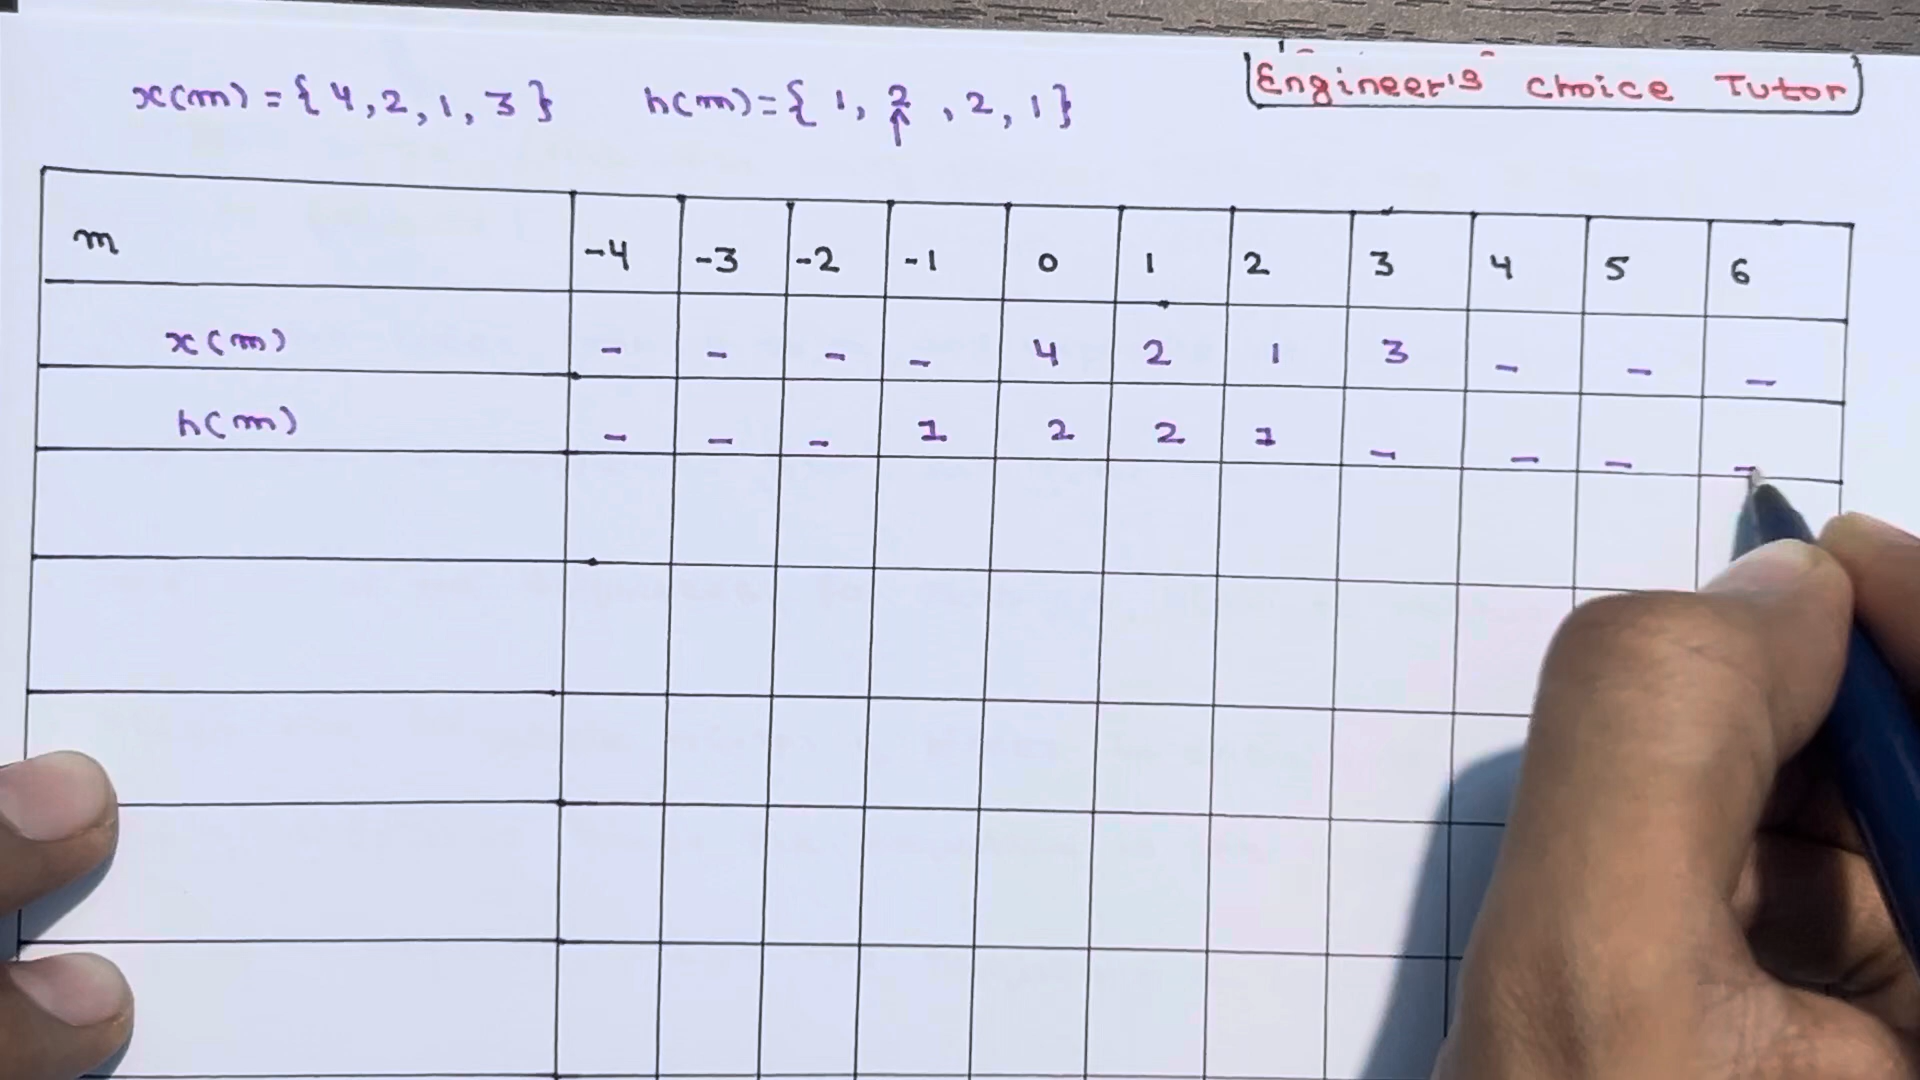 x(m) = { 4, 2, 1, 3 } h(m) = { 1, 2, 2, 1 }
↑
Engineer's choice Tutor
m -4 -3 -2 -1 0 1 2 3 4 5 6
x(m) - - - - 4 2 1 3 - - -
h(m) - - - 1 2 2 1 - - - -